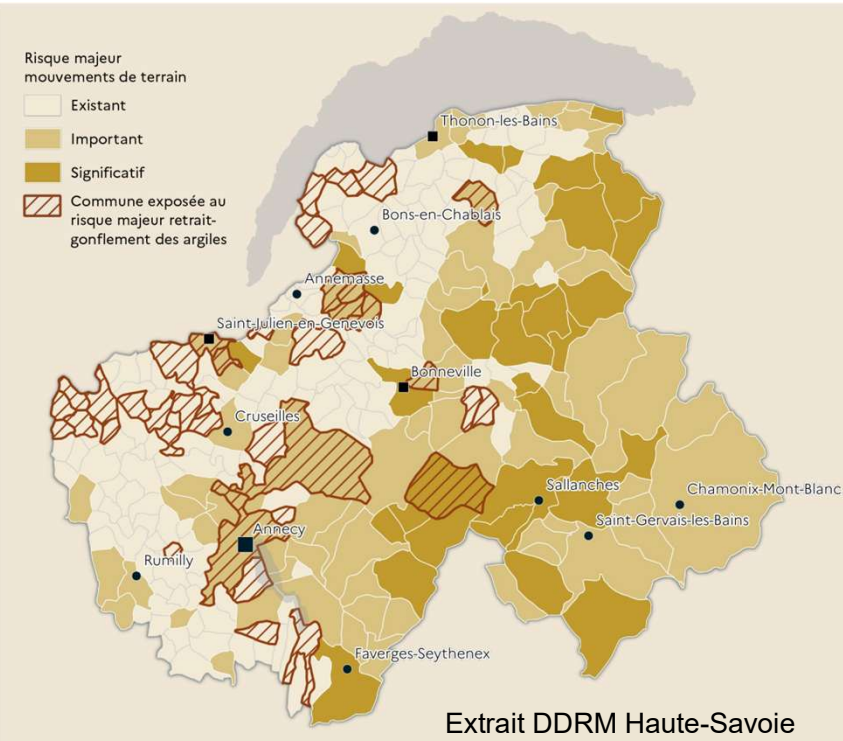 Risque majeur
mouvements de terrain
Existant
Important
Significatif
Commune exposée au
risque majeur retrait-
gonflement des argiles
Thonon-les-Bains
Bons-en-Chablais
Annemasse
Saint-Julien-en-Genevois
Bonneville
Cruseilles
Sallanches
Chamonix-Mont-Blanc
Saint-Gervais-les-Bains
Annecy
Rumilly
Faverges-Seythenex
Extrait DDRM Haute-Savoie